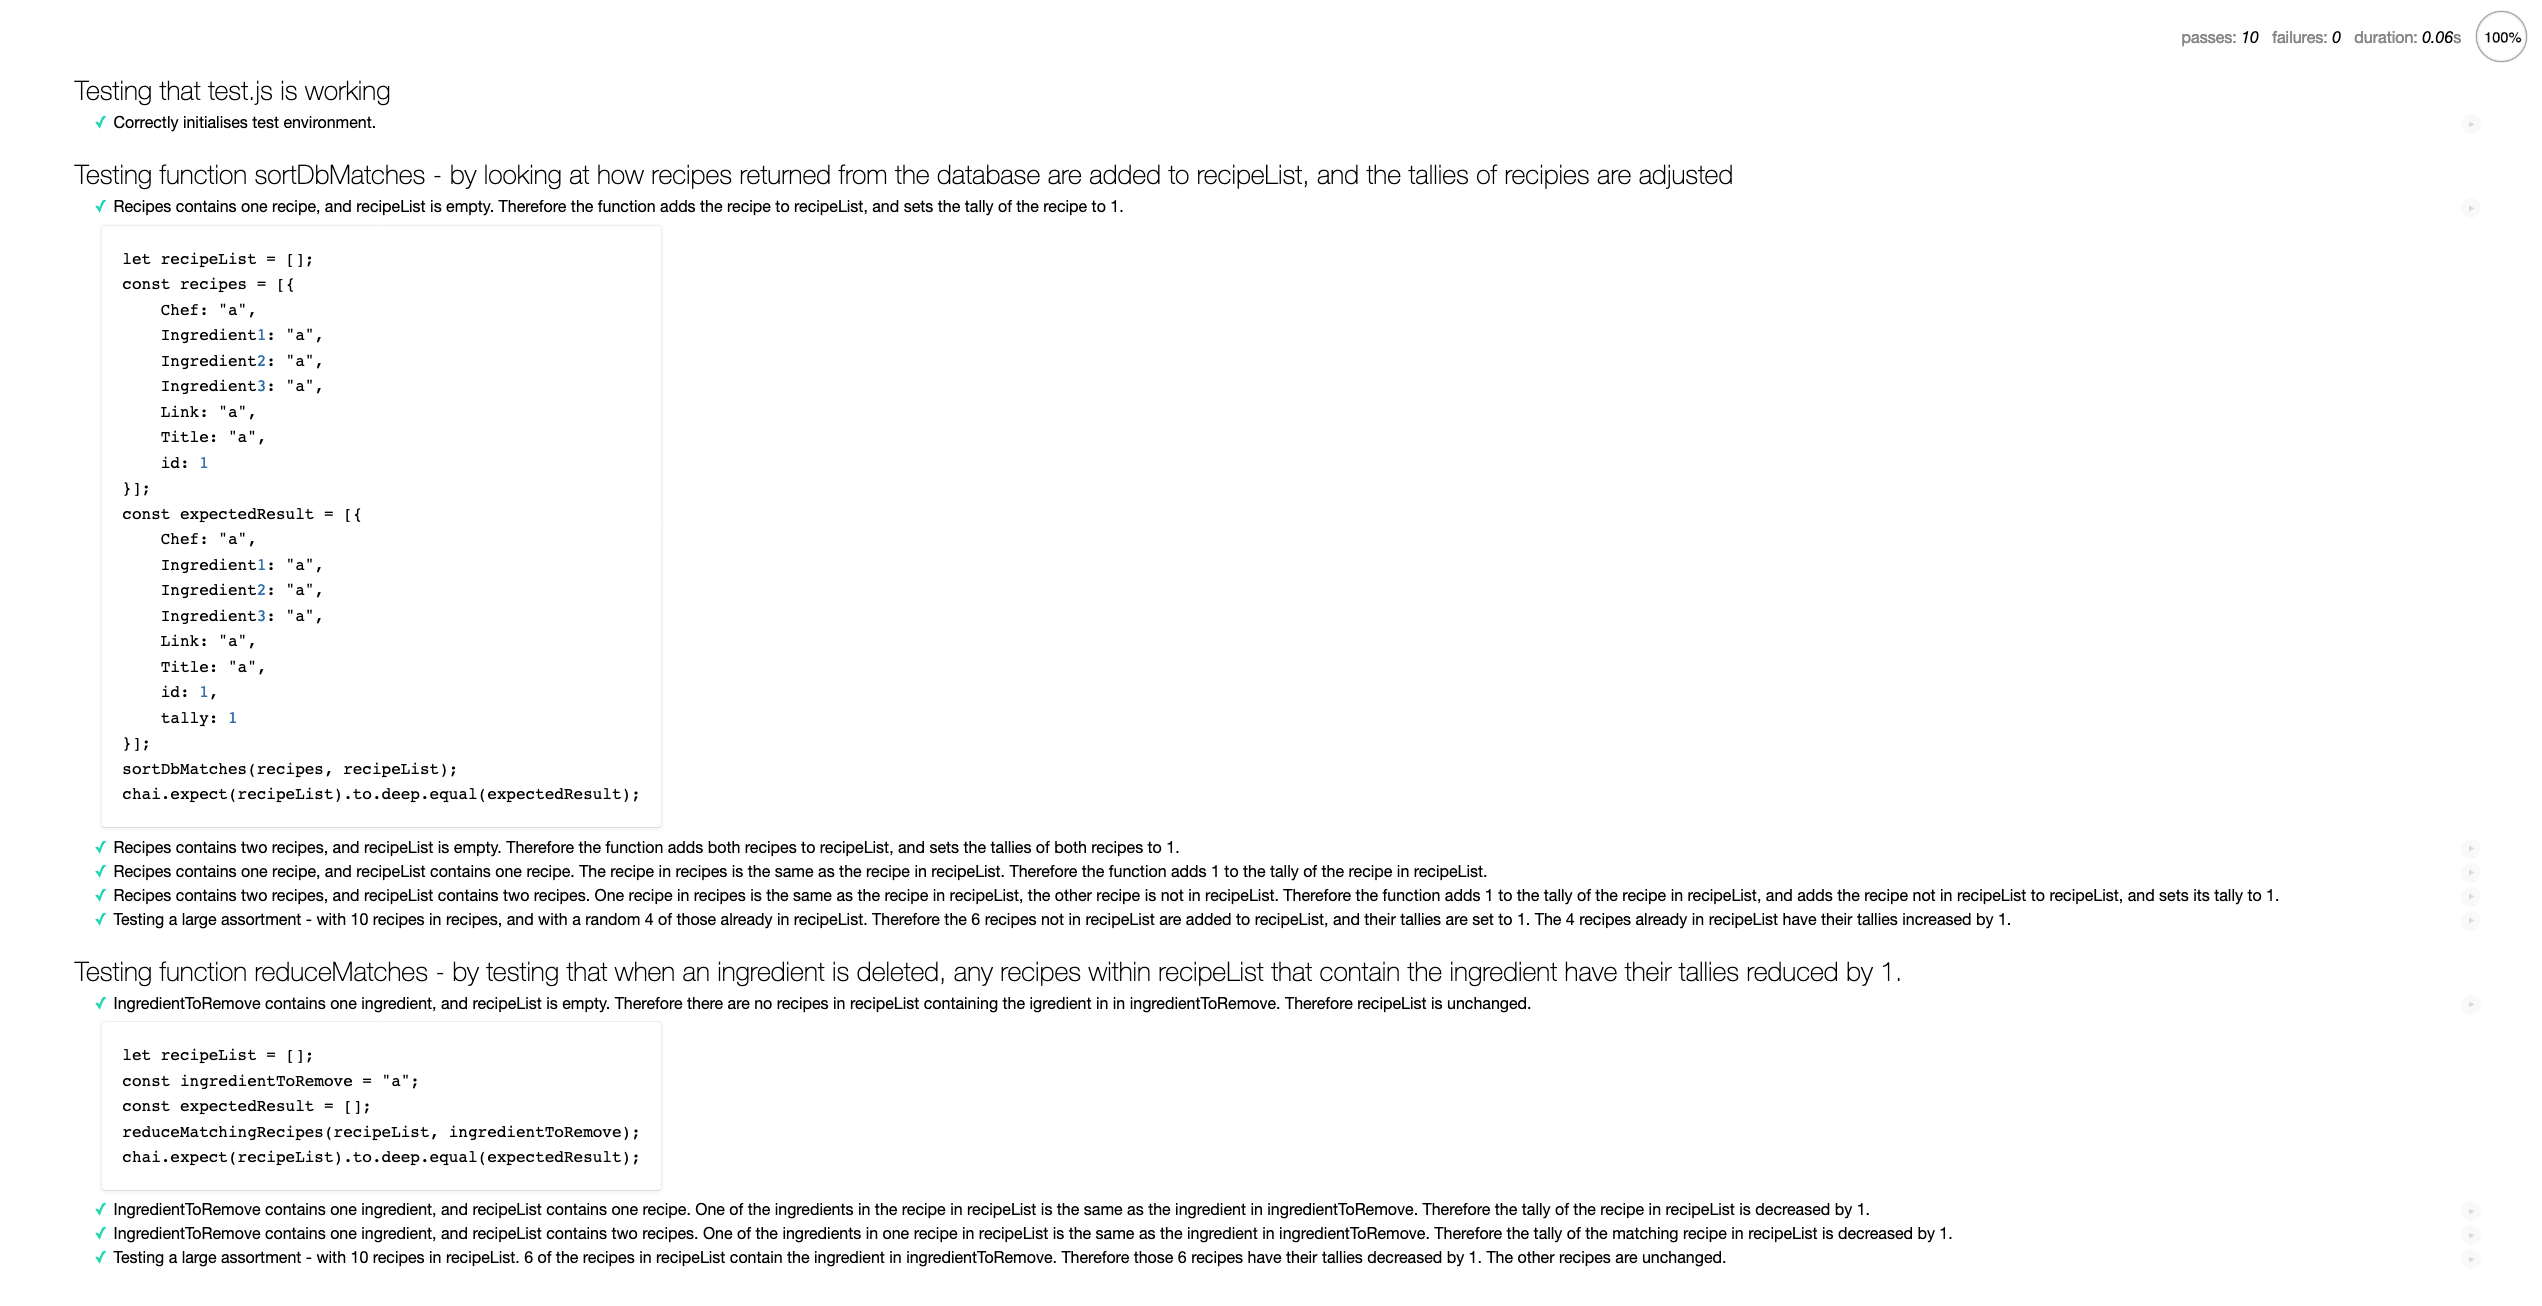 passes: 10 failures: 0 duration: 0.06s 100%
Testing that test.js is working
✓ Correctly initialises test environment.
Testing function sortDbMatches - by looking at how recipes returned from the database are added to recipeList, and the tallies of recipies are adjusted
✓ Recipes contains one recipe, and recipeList is empty. Therefore the function adds the recipe to recipeList, and sets the tally of the recipe to 1.
let recipeList = [];
const recipes = [{
    Chef: "a",
    Ingredient1: "a",
    Ingredient2: "a",
    Ingredient3: "a",
    Link: "a",
    Title: "a",
    id: 1
}];
const expectedResult = [{
    Chef: "a",
    Ingredient1: "a",
    Ingredient2: "a",
    Ingredient3: "a",
    Link: "a",
    Title: "a",
    id: 1,
    tally: 1
}];
sortDbMatches(recipes, recipeList);
chai.expect(recipeList).to.deep.equal(expectedResult);
✓ Recipes contains two recipes, and recipeList is empty. Therefore the function adds both recipes to recipeList, and sets the tallies of both recipes to 1.
✓ Recipes contains one recipe, and recipeList contains one recipe. The recipe in recipes is the same as the recipe in recipeList. Therefore the function adds 1 to the tally of the recipe in recipeList.
✓ Recipes contains two recipes, and recipeList contains two recipes. One recipe in recipes is the same as the recipe in recipeList, the other recipe is not in recipeList. Therefore the function adds 1 to the tally of the recipe in recipeList, and adds the recipe not in recipeList to recipeList, and sets its tally to 1.
✓ Testing a large assortment - with 10 recipes in recipes, and with a random 4 of those already in recipeList. Therefore the 6 recipes not in recipeList are added to recipeList, and their tallies are set to 1. The 4 recipes already in recipeList have their tallies increased by 1.
Testing function reduceMatches - by testing that when an ingredient is deleted, any recipes within recipeList that contain the ingredient have their tallies reduced by 1.
✓ IngredientToRemove contains one ingredient, and recipeList is empty. Therefore there are no recipes in recipeList containing the igredient in in ingredientToRemove. Therefore recipeList is unchanged.
let recipeList = [];
const ingredientToRemove = "a";
const expectedResult = [];
reduceMatchingRecipes(recipeList, ingredientToRemove);
chai.expect(recipeList).to.deep.equal(expectedResult);
✓ IngredientToRemove contains one ingredient, and recipeList contains one recipe. One of the ingredients in the recipe in recipeList is the same as the ingredient in ingredientToRemove. Therefore the tally of the recipe in recipeList is decreased by 1.
✓ IngredientToRemove contains one ingredient, and recipeList contains two recipes. One of the ingredients in one recipe in recipeList is the same as the ingredient in ingredientToRemove. Therefore the tally of the matching recipe in recipeList is decreased by 1.
✓ Testing a large assortment - with 10 recipes in recipeList. 6 of the recipes in recipeList contain the ingredient in ingredientToRemove. Therefore those 6 recipes have their tallies decreased by 1. The other recipes are unchanged.